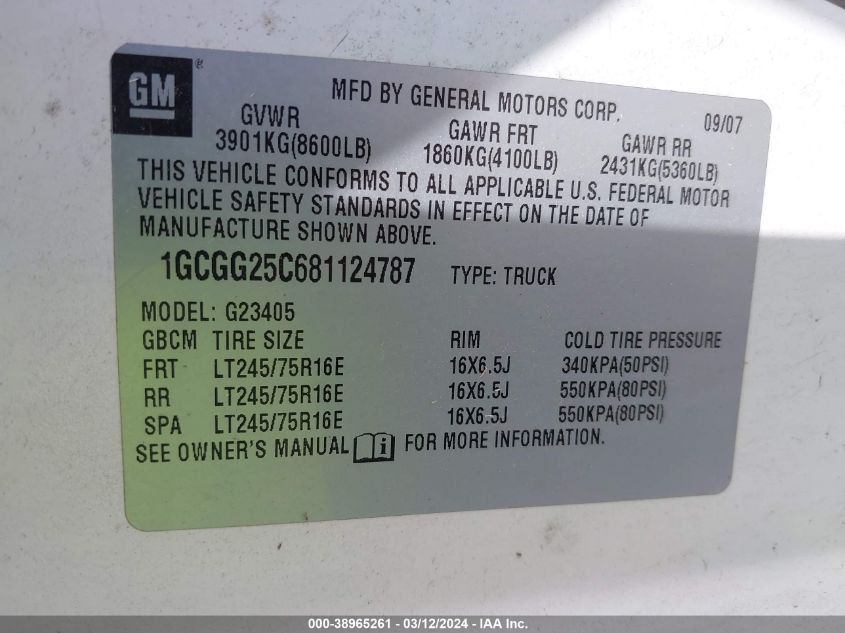 GM®
MFD BY GENERAL MOTORS CORP. 09/07
GVWR GAWR FRT GAWR RR
3901KG(8600LB) 1860KG(4100LB) 2431KG(5360LB)
THIS VEHICLE CONFORMS TO ALL APPLICABLE U.S. FEDERAL MOTOR
VEHICLE SAFETY STANDARDS IN EFFECT ON THE DATE OF
MANUFACTURE SHOWN ABOVE.
1GCGG25C681124787 TYPE: TRUCK
MODEL: G23405
GBCM TIRE SIZE RIM COLD TIRE PRESSURE
FRT LT245/75R16E 16X6.5J 340KPA(50PSI)
RR LT245/75R16E 16X6.5J 550KPA(80PSI)
SPA LT245/75R16E 16X6.5J 550KPA(80PSI)
SEE OWNER'S MANUAL i FOR MORE INFORMATION.
000-38965261 - 03/12/2024 - IAA Inc.